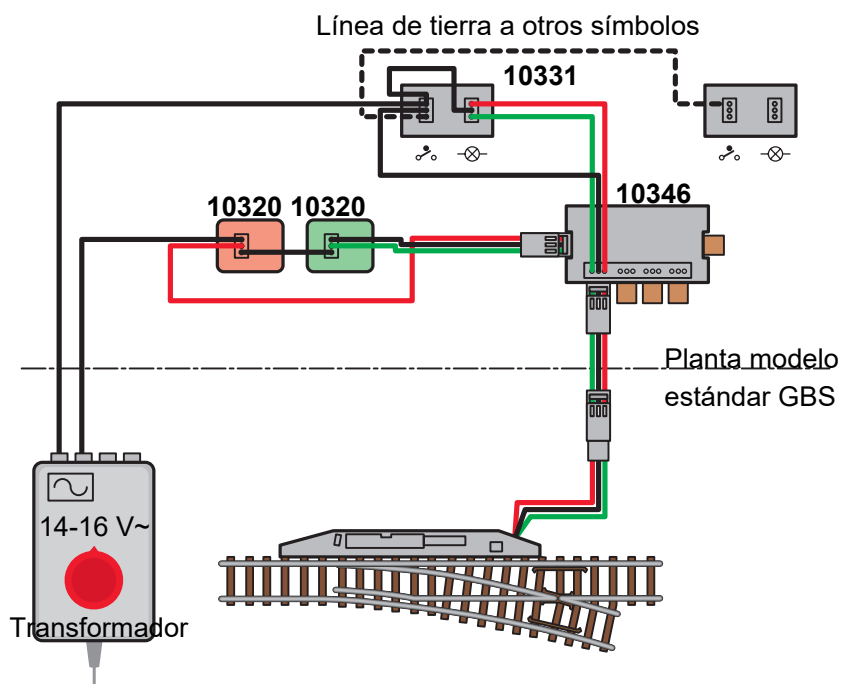 Línea de tierra a otros símbolos
10331
10320 10320
10346
Planta modelo
estándar GBS
14-16 V~
Transformador